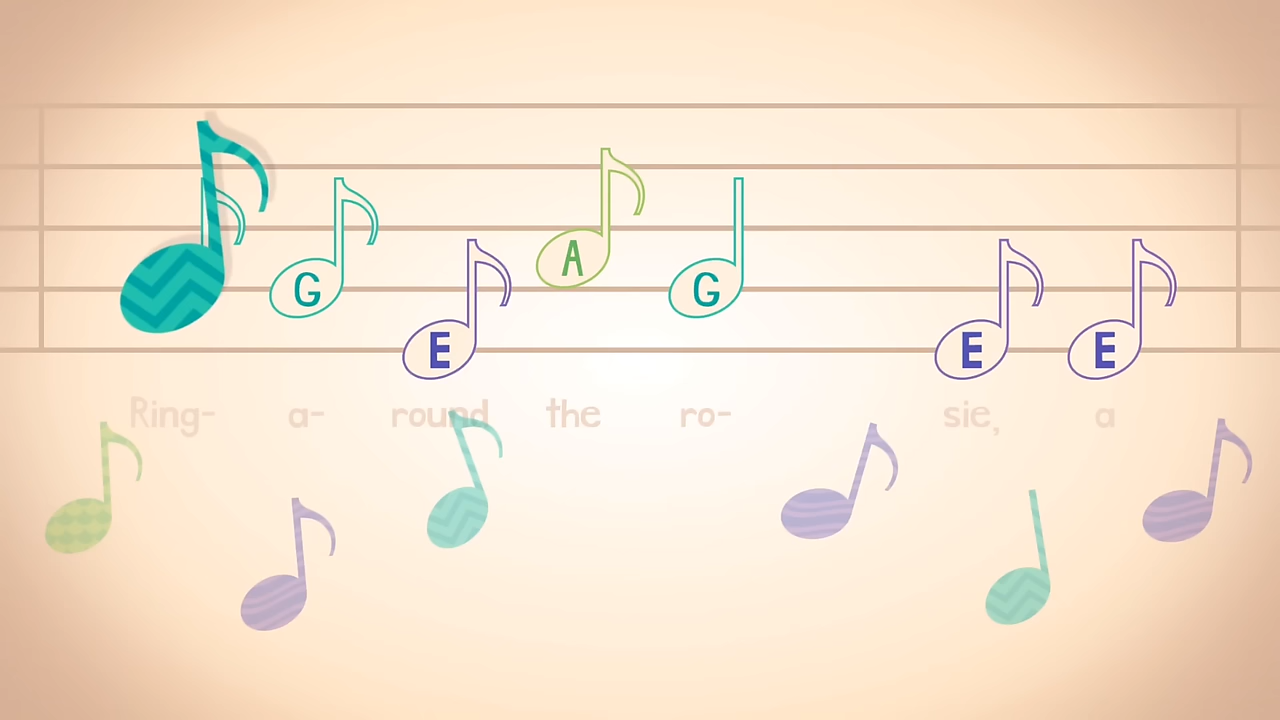 G G
A
E E E
Ring- a- round the ro- sie, a